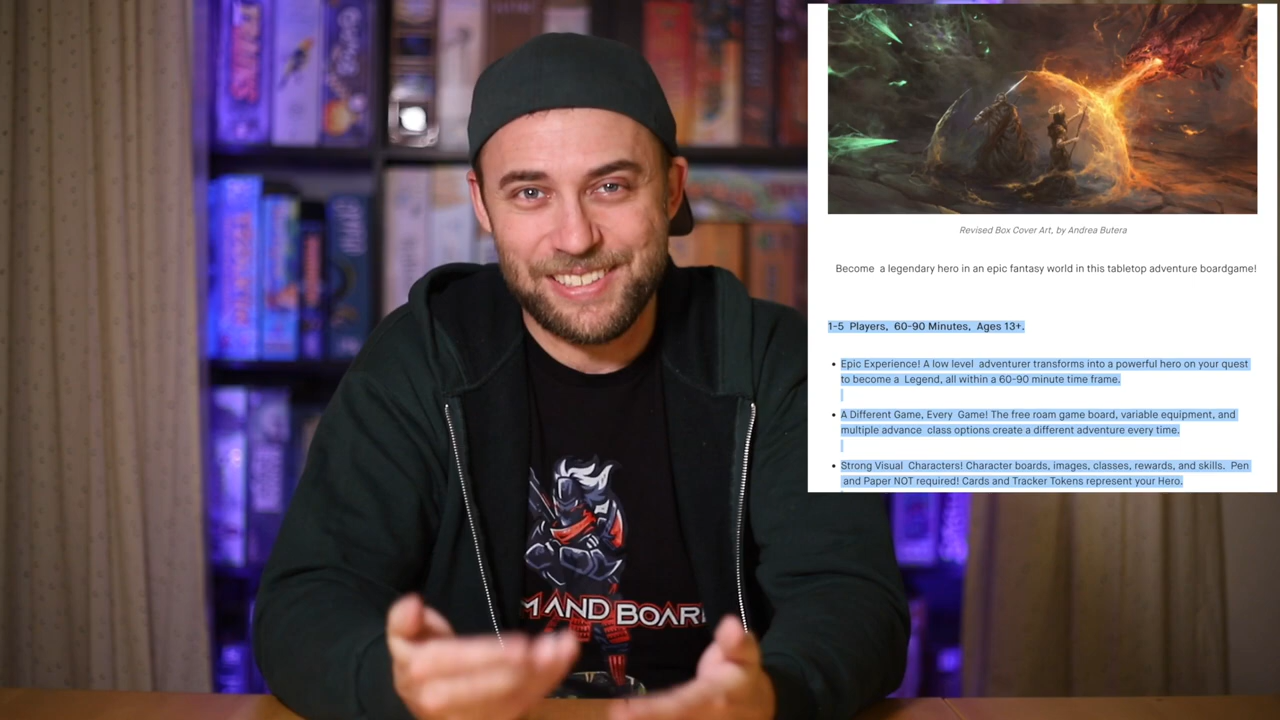 Revised Box Cover Art, by Andrea Butera
Become a legendary hero in an epic fantasy world in this tabletop adventure boardgame!
1-5 Players, 60-90 Minutes, Ages 13+.
• Epic Experience! A low level adventurer transforms into a powerful hero on your quest
to become a Legend, all within a 60-90 minute time frame.
• A Different Game, Every Game! The free roam game board, variable equipment, and
multiple advance class options create a different adventure every time.
• Strong Visual Characters! Character boards, images, classes, rewards, and skills. Pen
and Paper NOT required! Cards and Tracker Tokens represent your Hero.
MAND BOAR